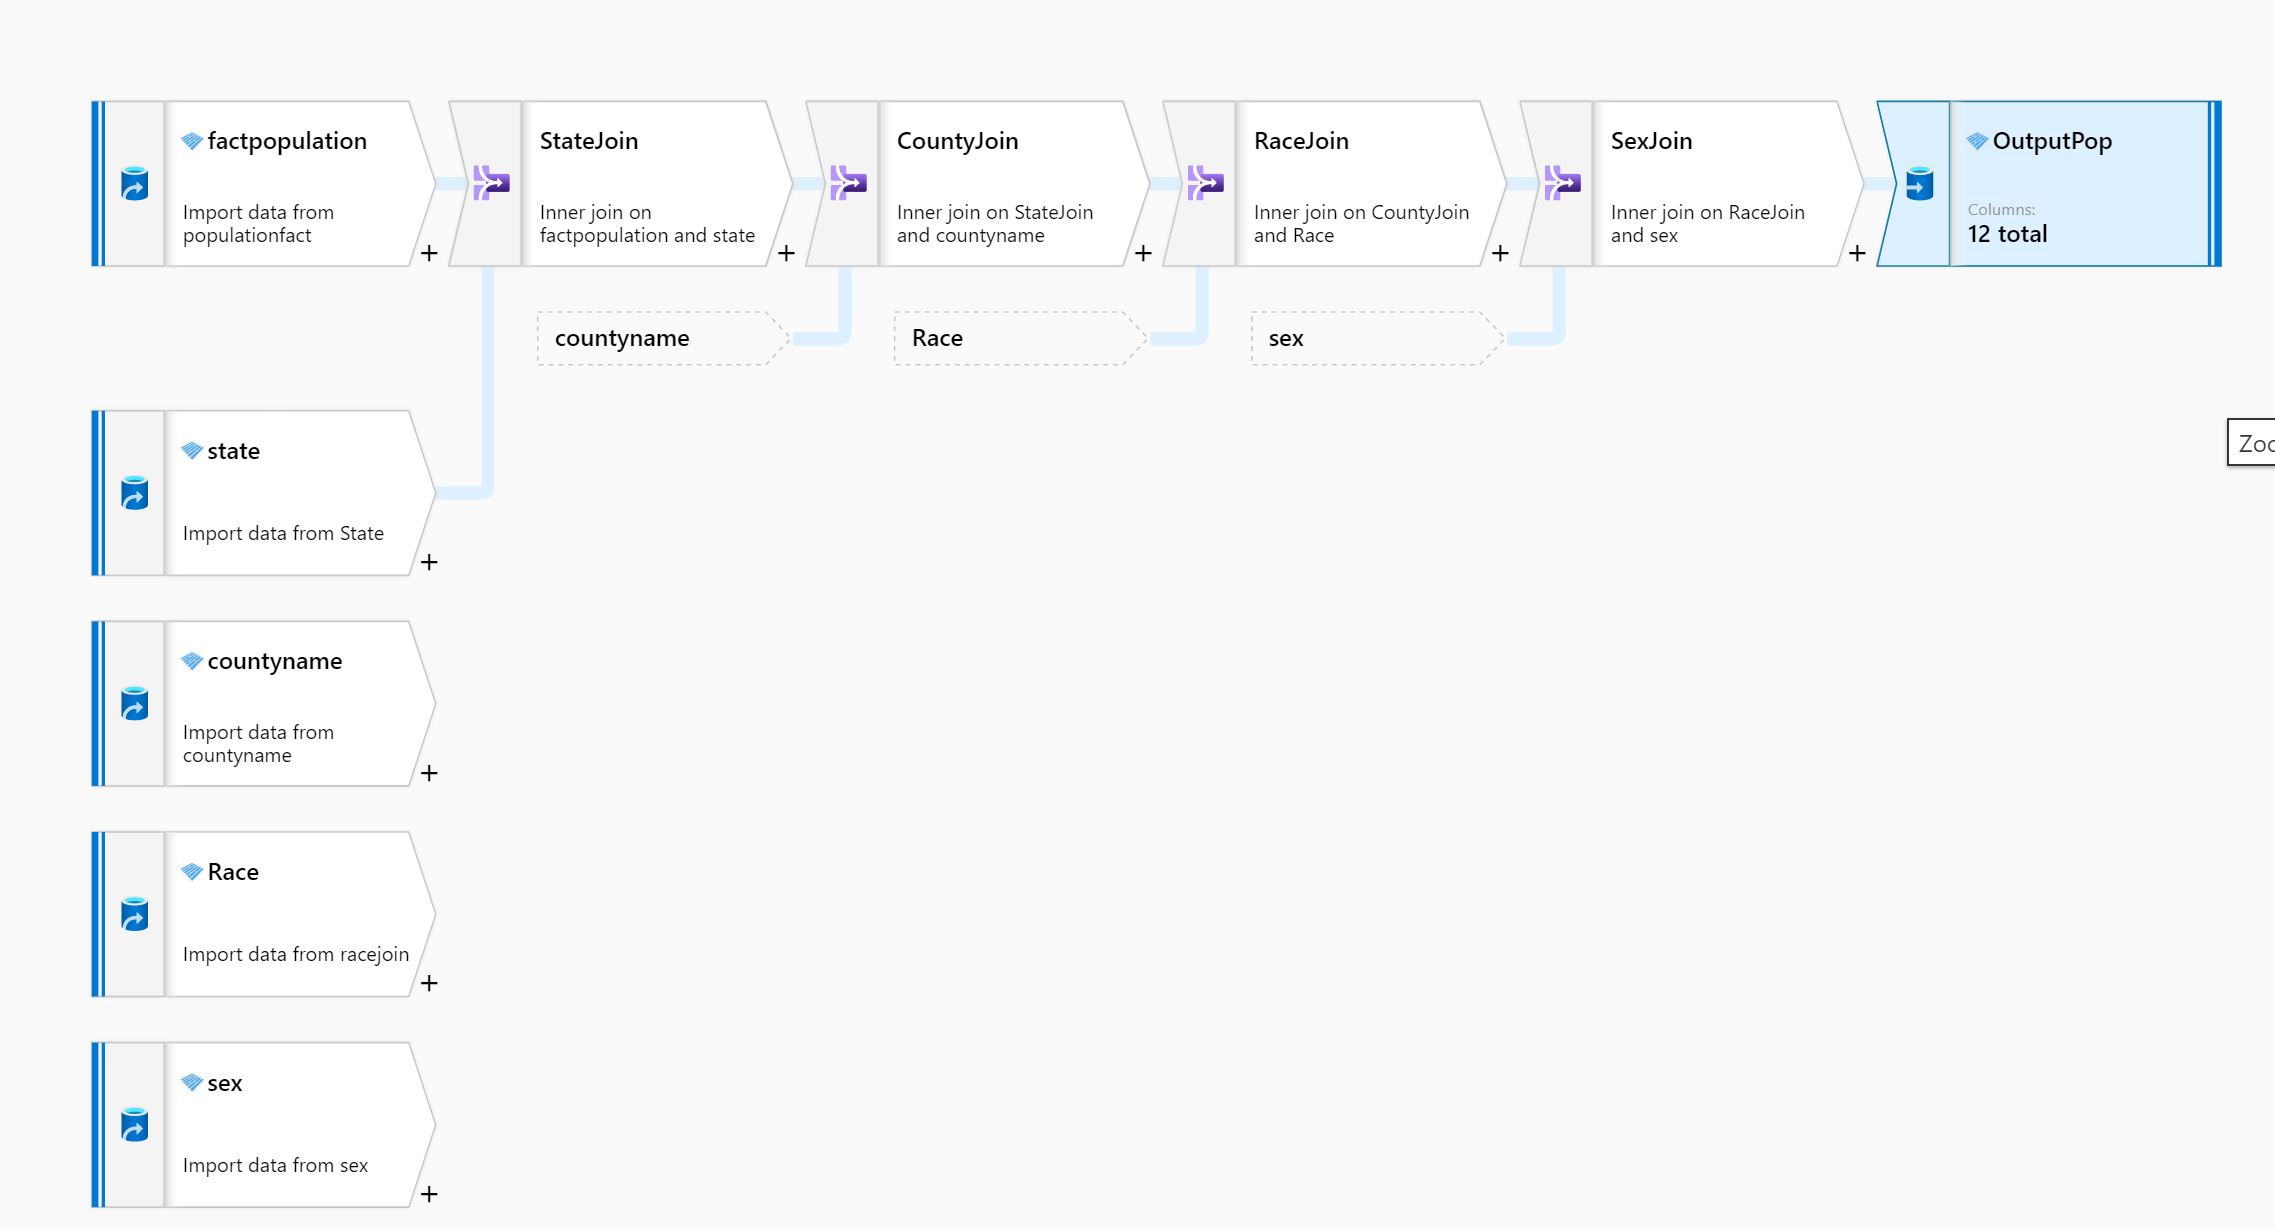 factpopulation
Import data from
populationfact
+
StateJoin
Inner join on
factpopulation and state
+
CountyJoin
Inner join on StateJoin
and countyname
+
RaceJoin
Inner join on CountyJoin
and Race
+
SexJoin
Inner join on RaceJoin
and sex
+
OutputPop
Columns:
12 total
countyname
Race
sex
state
Import data from State
+
countyname
Import data from
countyname
+
Race
Import data from racejoin
+
sex
Import data from sex
+